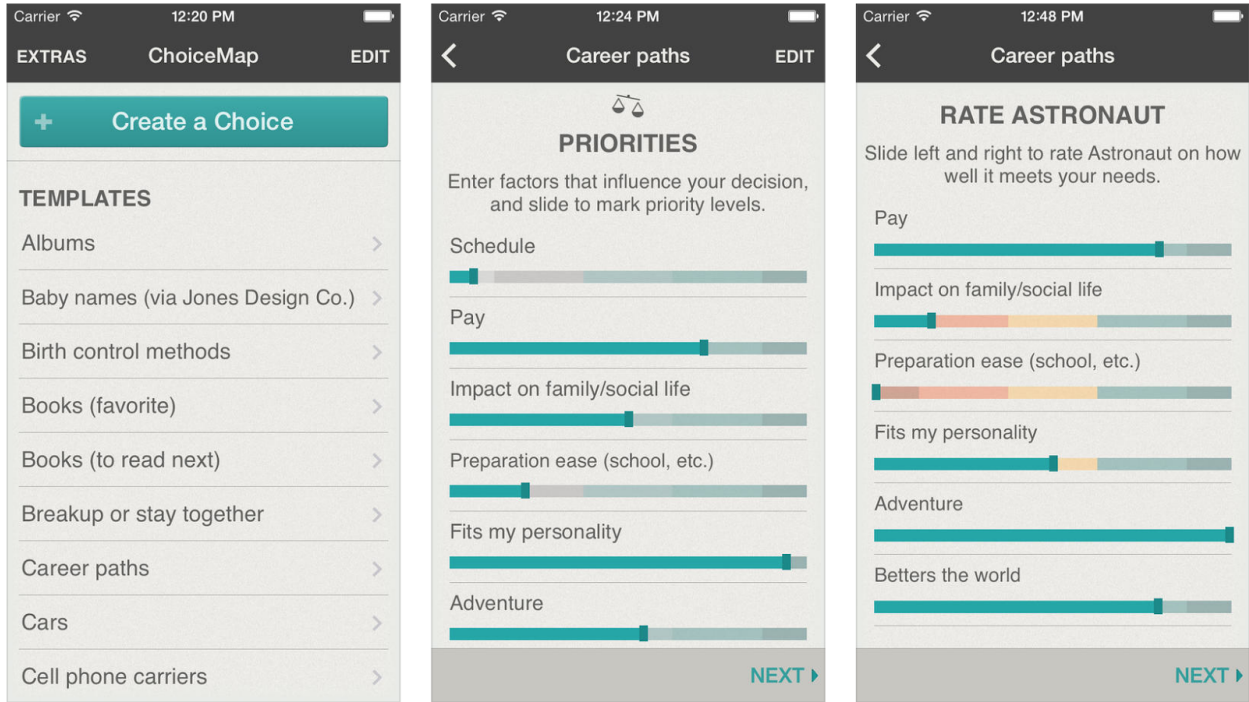 Carrier 12:20 PM
EXTRAS ChoiceMap EDIT
+ Create a Choice
TEMPLATES
Albums
Baby names (via Jones Design Co.)
Birth control methods
Books (favorite)
Books (to read next)
Breakup or stay together
Career paths
Cars
Cell phone carriers
Carrier 12:24 PM
Career paths EDIT
PRIORITIES
Enter factors that influence your decision,
and slide to mark priority levels.
Schedule
Pay
Impact on family/social life
Preparation ease (school, etc.)
Fits my personality
Adventure
NEXT
Carrier 12:48 PM
Career paths
RATE ASTRONAUT
Slide left and right to rate Astronaut on how
well it meets your needs.
Pay
Impact on family/social life
Preparation ease (school, etc.)
Fits my personality
Adventure
Betters the world
NEXT